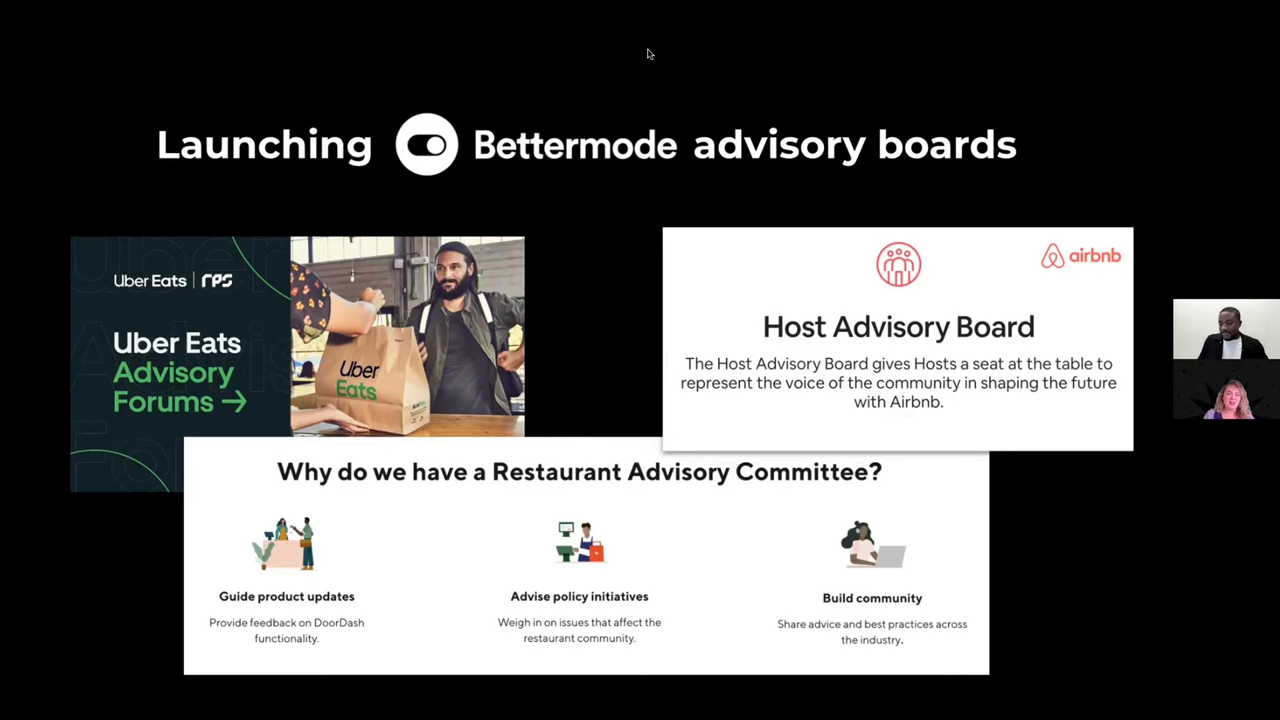 Launching Bettermode advisory boards
Uber Eats | rps
Uber Eats
Advisory
Forums →
Uber
Eats
airbnb
Host Advisory Board
The Host Advisory Board gives Hosts a seat at the table to
represent the voice of the community in shaping the future
with Airbnb.
Why do we have a Restaurant Advisory Committee?
Guide product updates
Provide feedback on DoorDash
functionality.
Advise policy initiatives
Weigh in on issues that affect the
restaurant community.
Build community
Share advice and best practices across
the industry.